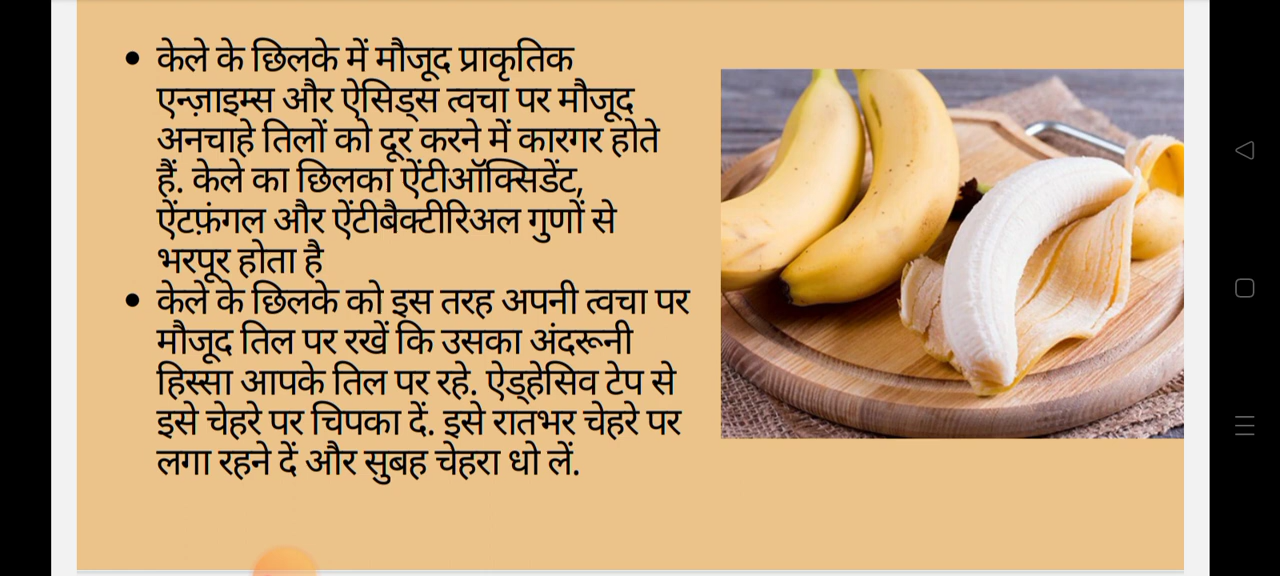 • केले के छिलके में मौजूद प्राकृतिक
एन्ज़ाइम्स और ऐसिड्स त्वचा पर मौजूद
अनचाहे तिलों को दूर करने में कारगर होते
हैं. केले का छिलका ऐंटीऑक्सिडेंट,
ऐंटफ़ंगल और ऐंटीबैक्टीरिअल गुणों से
भरपूर होता है
• केले के छिलके को इस तरह अपनी त्वचा पर
मौजूद तिल पर रखें कि उसका अंदरूनी
हिस्सा आपके तिल पर रहे. ऐड्हेसिव टेप से
इसे चेहरे पर चिपका दें. इसे रातभर चेहरे पर
लगा रहने दें और सुबह चेहरा धो लें.